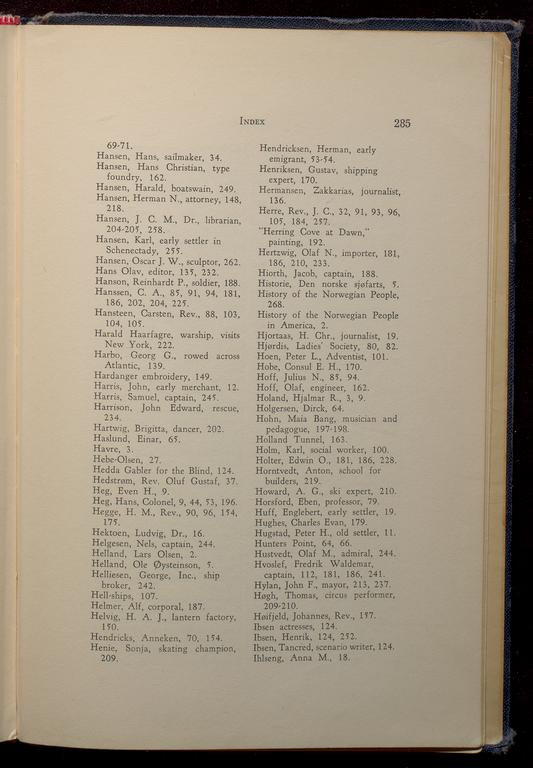 INDEX 285
69-71.
Hansen, Hans, sailmaker, 34.
Hansen, Hans Christian, type
foundry, 162.
Hansen, Harald, boatswain, 249.
Hansen, Herman N., attorney, 148,
218.
Hansen, J. C. M., Dr., librarian,
204-205, 258.
Hansen, Karl, early settler in
Schenectady, 255.
Hansen, Oscar J. W., sculptor, 262.
Hans Olav, editor, 135, 232.
Hanson, Reinhardt P., soldier, 188.
Hanssen, C. A., 85, 91, 94, 181,
186, 202, 204, 225.
Hansteen, Carsten, Rev., 88, 103,
104, 105.
Harald Haarfagre, warship, visits
New York, 222.
Harbo, Georg G., rowed across
Atlantic, 139.
Hardanger embroidery, 149.
Harris, John, early merchant, 12.
Harris, Samuel, captain, 245.
Harrison, John Edward, rescue,
234.
Hartwig, Brigitta, dancer, 202.
Haslund, Einar, 65.
Havre, 3.
Hebe-Olsen, 27.
Hedda Gabler for the Blind, 124.
Hedstrøm, Rev. Oluf Gustaf, 37.
Heg, Even H., 9.
Heg, Hans, Colonel, 9, 44, 53, 196.
Hegge, H. M., Rev., 90, 96, 154,
175.
Hektoen, Ludvig, Dr., 16.
Helgesen, Nels, captain, 244.
Helland, Lars Olsen, 2.
Helland, Ole Øysteinson, 5.
Helliesen, George, Inc., ship
broker, 242.
Hell-ships, 107.
Helmer, Alf, corporal, 187.
Helvig, H. A. J., lantern factory,
150.
Hendricks, Anneken, 70, 154.
Henie, Sonja, skating champion,
209.
Hendricksen, Herman, early
emigrant, 53-54.
Henriksen, Gustav, shipping
expert, 170.
Hermansen, Zakkarias, journalist,
136.
Herre, Rev., J. C., 32, 91, 93, 96,
105, 184, 257.
"Herring Cove at Dawn,"
painting, 192.
Hertzwig, Olaf N., importer, 181,
186, 210, 233.
Hiorth, Jacob, captain, 188.
Historie, Den norske sjøfarts, 5.
History of the Norwegian People,
268.
History of the Norwegian People
in America, 2.
Hjortaas, H. Chr., journalist, 19.
Hjørdis, Ladies' Society, 80, 82.
Hoen, Peter L., Adventist, 101.
Hobe, Consul E. H., 170.
Hoff, Julius N., 85, 94.
Hoff, Olaf, engineer, 162.
Holand, Hjalmar R., 3, 9.
Holgersen, Dirck, 64.
Hohn, Maia Bang, musician and
pedagogue, 197-198.
Holland Tunnel, 163.
Holm, Karl, social worker, 100.
Holter, Edwin O., 181, 186, 228.
Horntvedt, Anton, school for
builders, 219.
Howard, A. G., ski expert, 210.
Horsford, Eben, professor, 79.
Huff, Englebert, early settler, 19.
Hughes, Charles Evan, 179.
Hugstad, Peter H., old settler, 11.
Hunters Point, 64, 66.
Hustvedt, Olaf M., admiral, 244.
Hvoslef, Fredrik Waldemar,
captain, 112, 181, 186, 241.
Hylan, John F., mayor, 213, 237.
Høgh, Thomas, circus performer,
209-210.
Høifjeld, Johannes, Rev., 157.
Ibsen actresses, 124.
Ibsen, Henrik, 124, 252.
Ibsen, Tancred, scenario writer, 124.
Ihlseng, Anna M., 18.